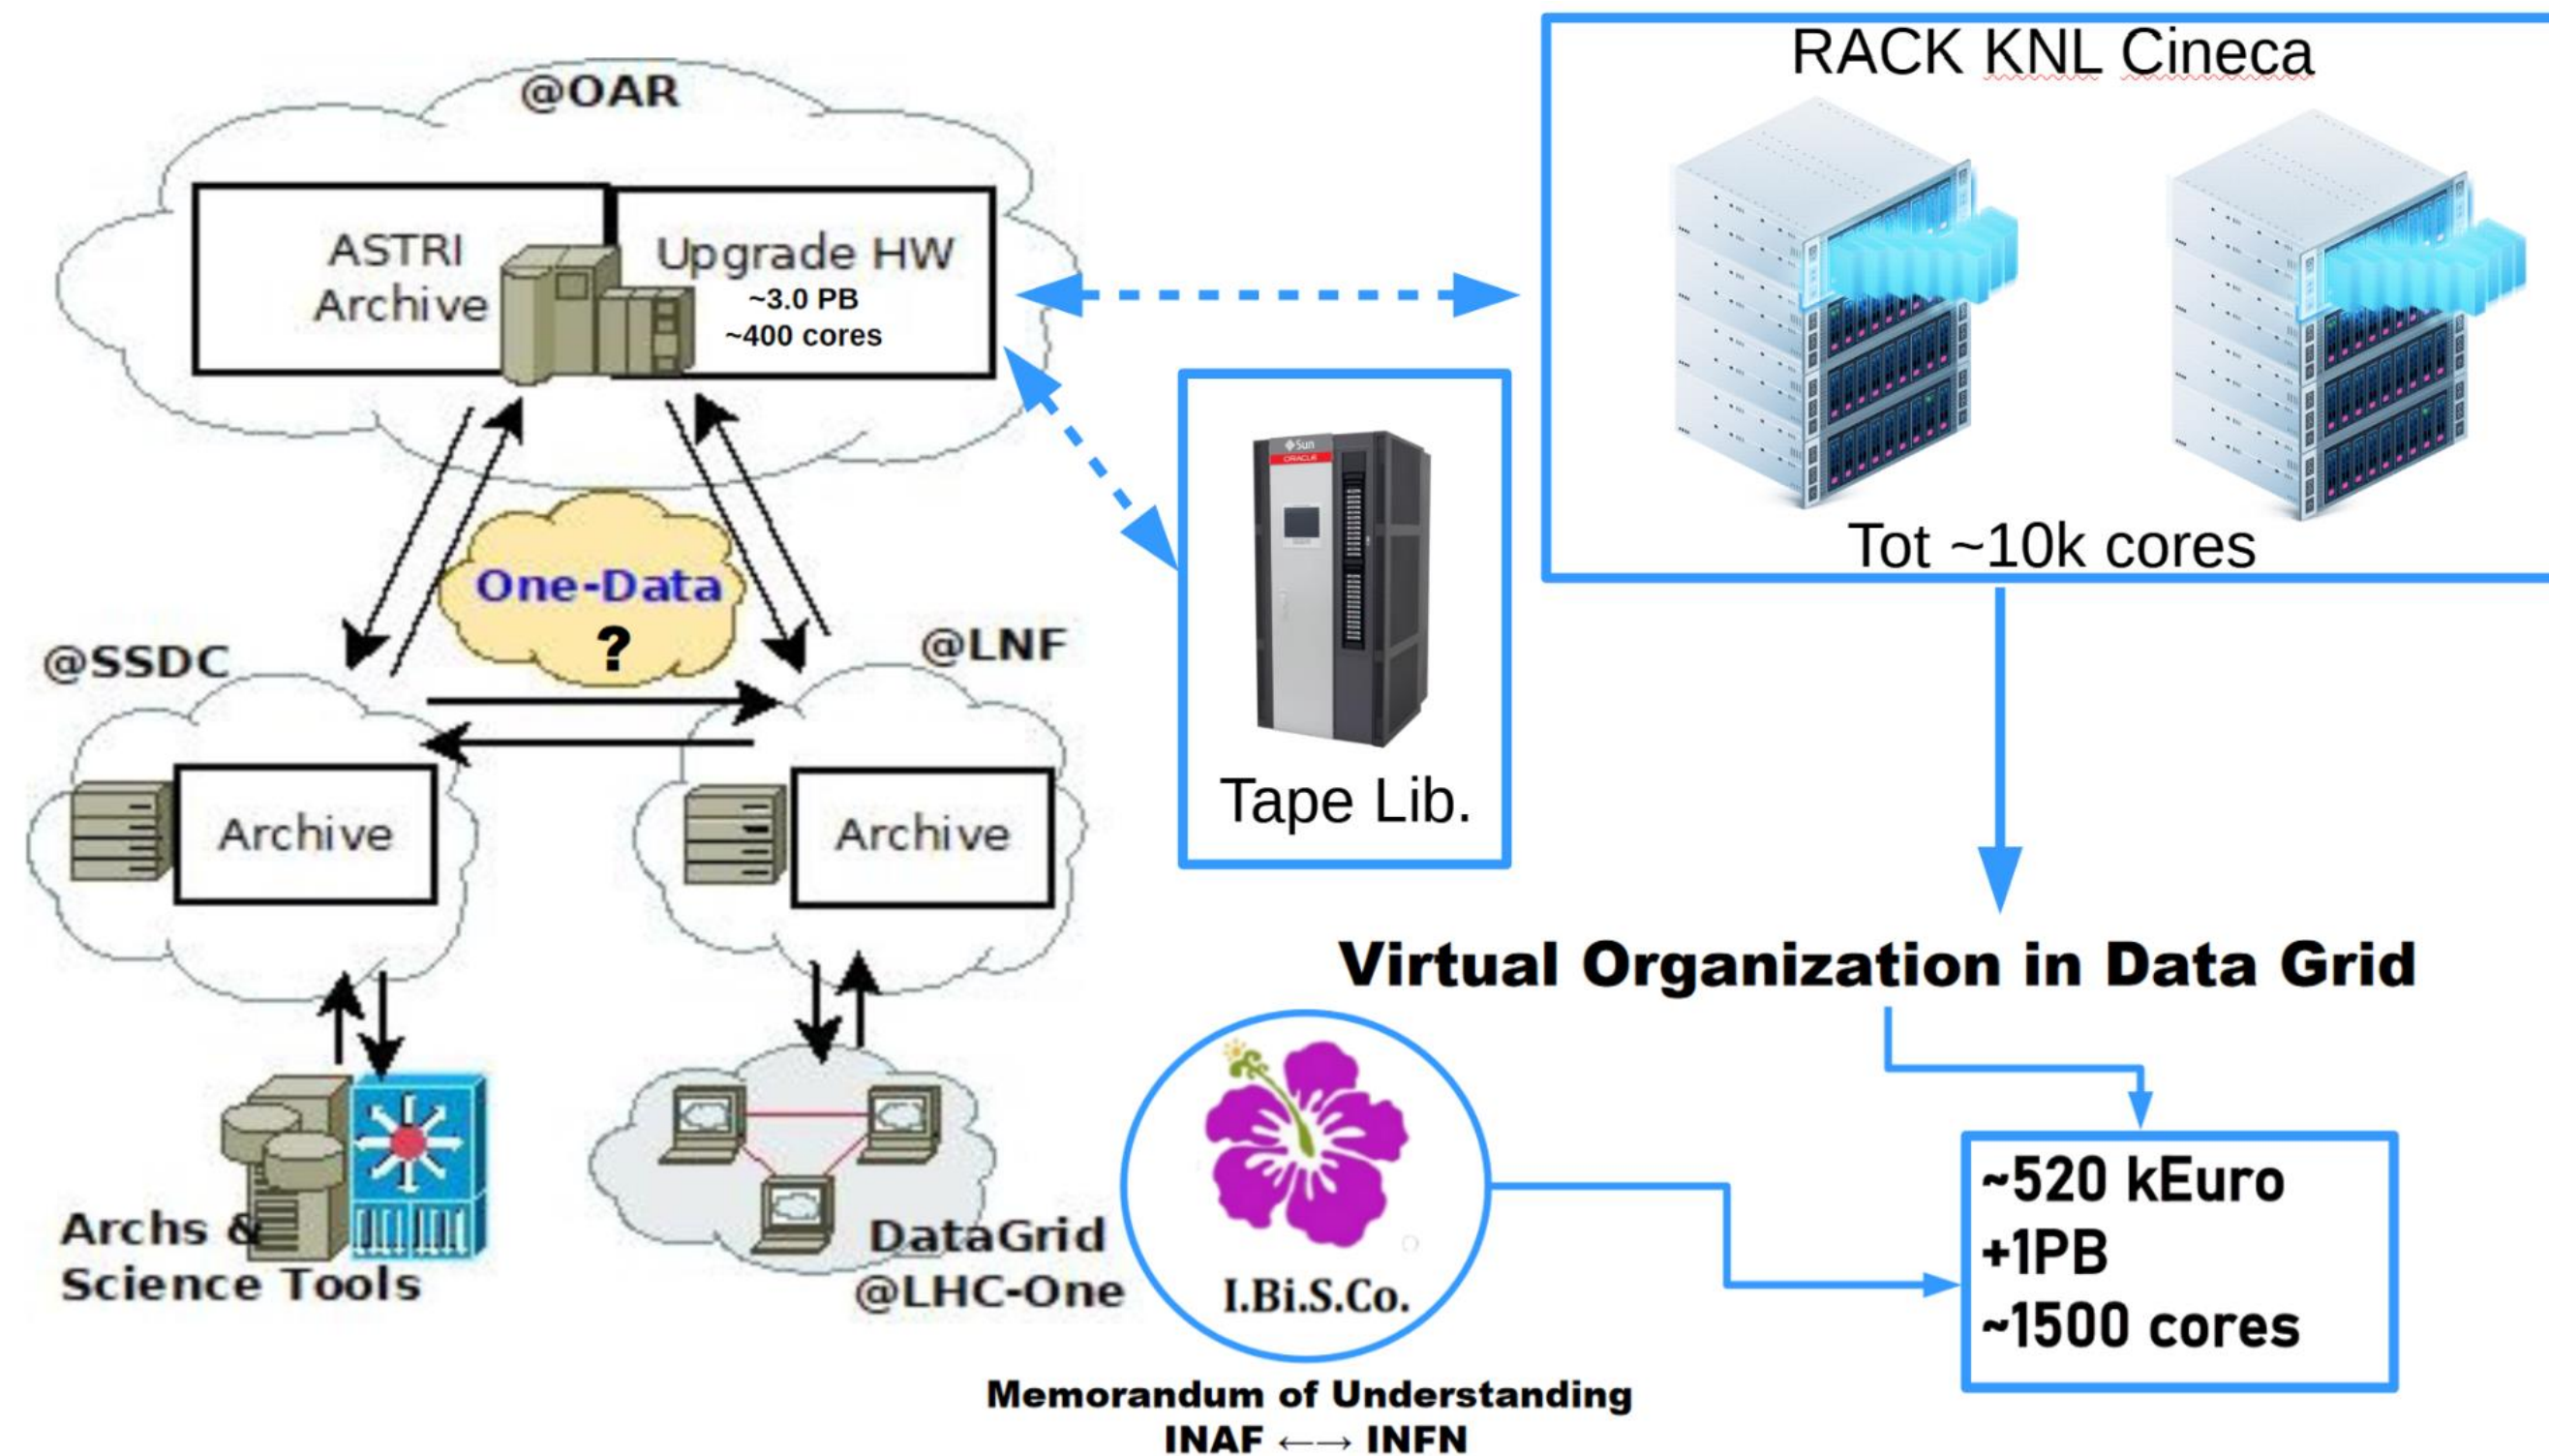 @OAR
ASTRI
Archive
Upgrade HW
~3.0 PB
~400 cores
One-Data
?
@SSDC
@LNF
Archive
Archive
Archs &
Science Tools
DataGrid
@LHC-One
RACK KNL Cineca
Tot ~10k cores
Sun
ORACLE
Tape Lib.
Virtual Organization in Data Grid
I.Bi.S.Co.
~520 kEuro
+1PB
~1500 cores
Memorandum of Understanding
INAF ←→ INFN